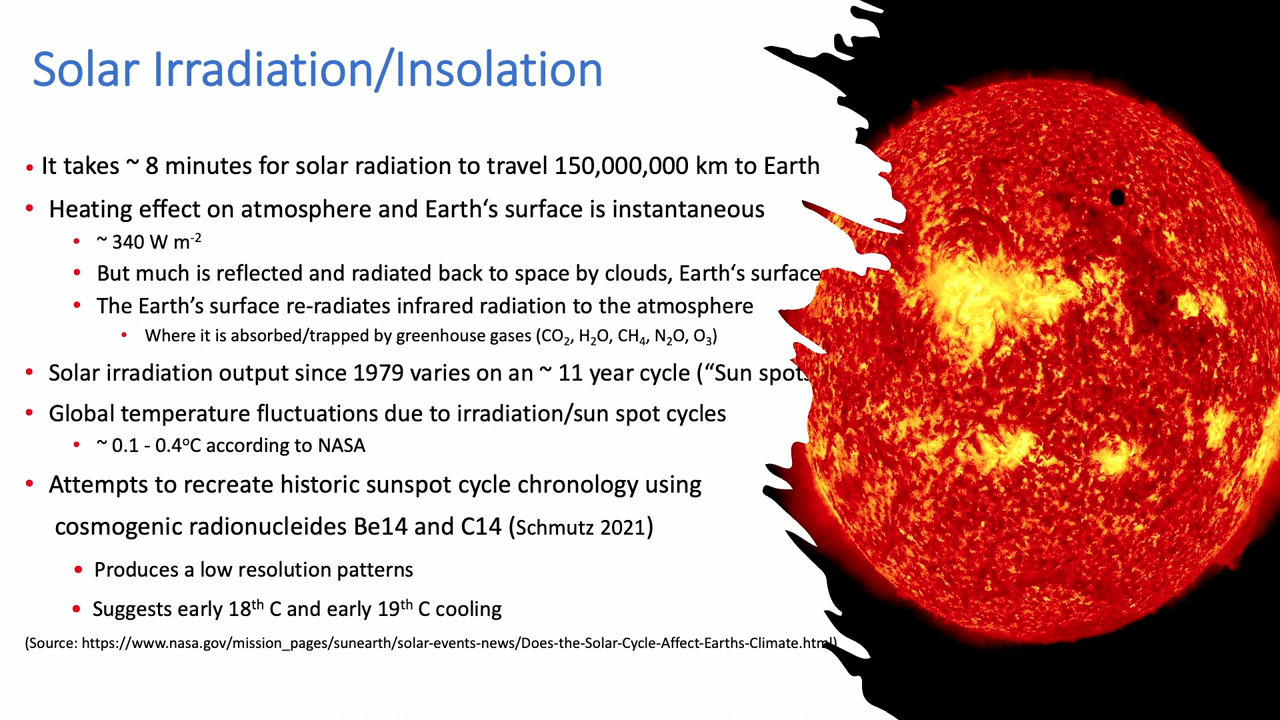 Solar Irradiation/Insolation
• It takes ~ 8 minutes for solar radiation to travel 150,000,000 km to Earth
• Heating effect on atmosphere and Earth‘s surface is instantaneous
• ~ 340 W m-2
• But much is reflected and radiated back to space by clouds, Earth‘s surface
• The Earth’s surface re-radiates infrared radiation to the atmosphere
• Where it is absorbed/trapped by greenhouse gases (CO2, H2O, CH4, N2O, O3)
• Solar irradiation output since 1979 varies on an ~ 11 year cycle (“Sun spots
• Global temperature fluctuations due to irradiation/sun spot cycles
• ~ 0.1 - 0.4oC according to NASA
• Attempts to recreate historic sunspot cycle chronology using
cosmogenic radionucleides Be14 and C14 (Schmutz 2021)
• Produces a low resolution patterns
• Suggests early 18th C and early 19th C cooling
(Source: https://www.nasa.gov/mission_pages/sunearth/solar-events-news/Does-the-Solar-Cycle-Affect-Earths-Climate.html)